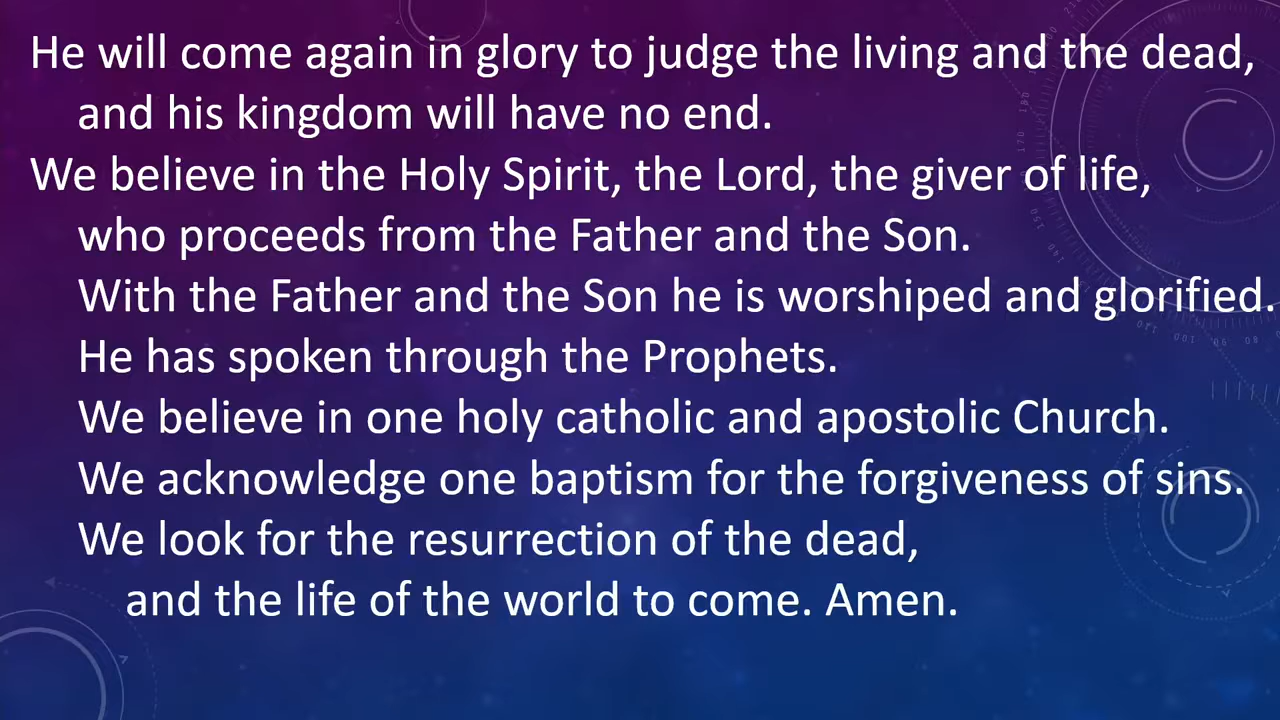 He will come again in glory to judge the living and the dead,
and his kingdom will have no end.
We believe in the Holy Spirit, the Lord, the giver of life,
who proceeds from the Father and the Son.
With the Father and the Son he is worshiped and glorified.
He has spoken through the Prophets.
We believe in one holy catholic and apostolic Church.
We acknowledge one baptism for the forgiveness of sins.
We look for the resurrection of the dead,
and the life of the world to come. Amen.